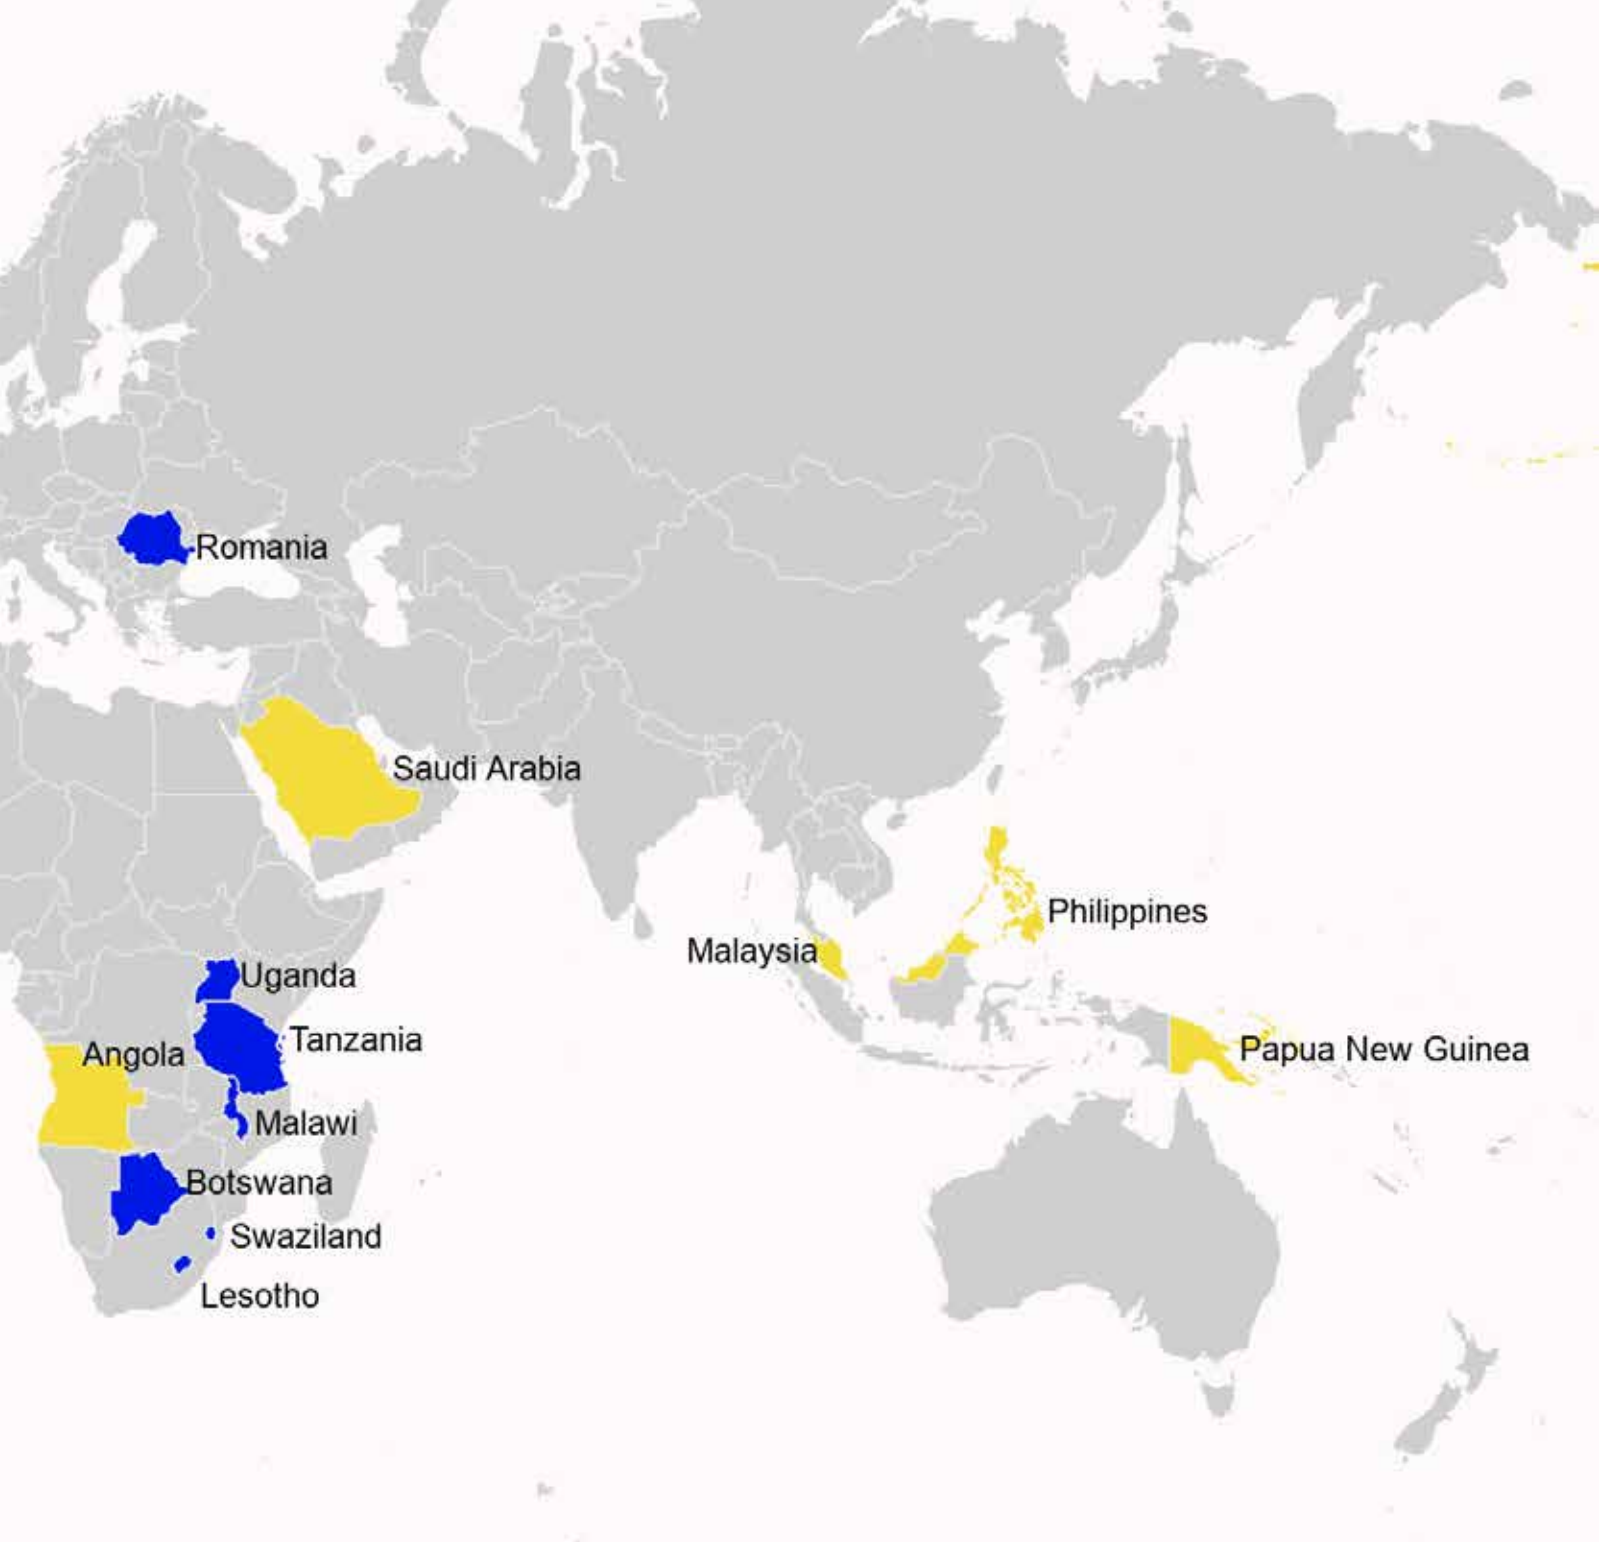 Romania
Saudi Arabia
Philippines
Malaysia
Uganda
Tanzania
Angola
Papua New Guinea
Malawi
Botswana
Swaziland
Lesotho